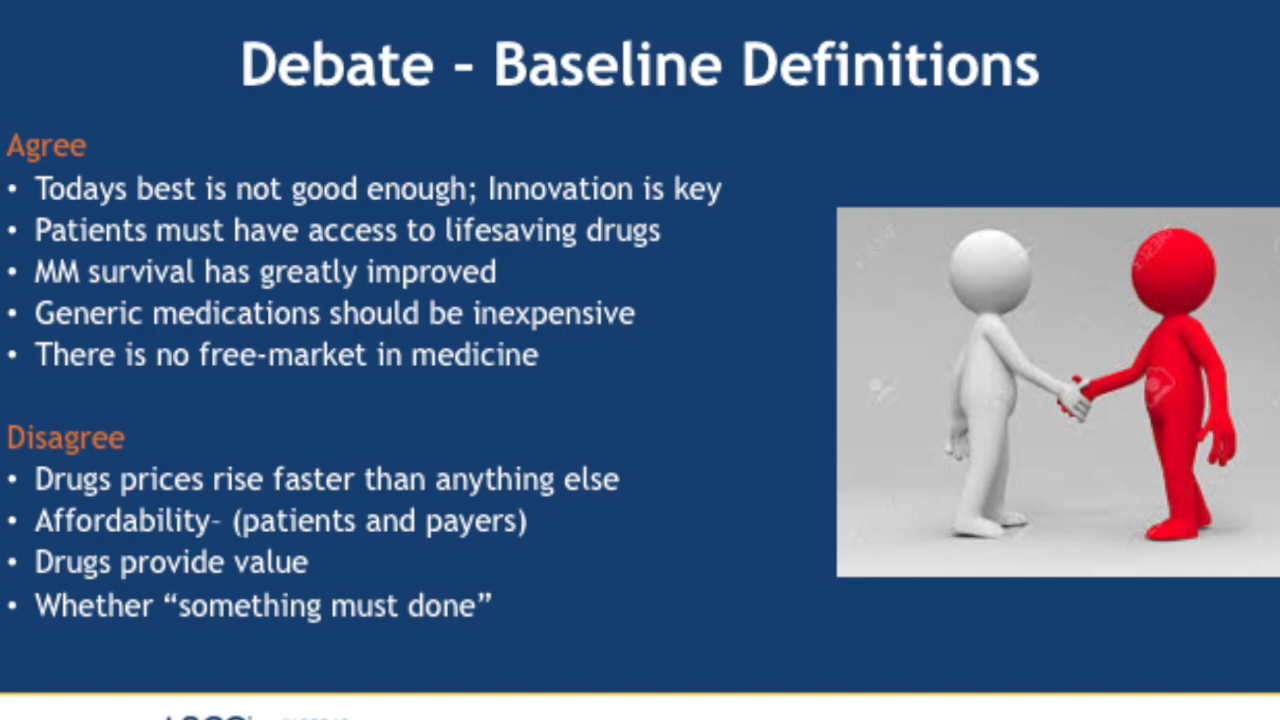 Debate – Baseline Definitions
Agree
• Todays best is not good enough; Innovation is key
• Patients must have access to lifesaving drugs
• MM survival has greatly improved
• Generic medications should be inexpensive
• There is no free-market in medicine
Disagree
• Drugs prices rise faster than anything else
• Affordability- (patients and payers)
• Drugs provide value
• Whether “something must done”